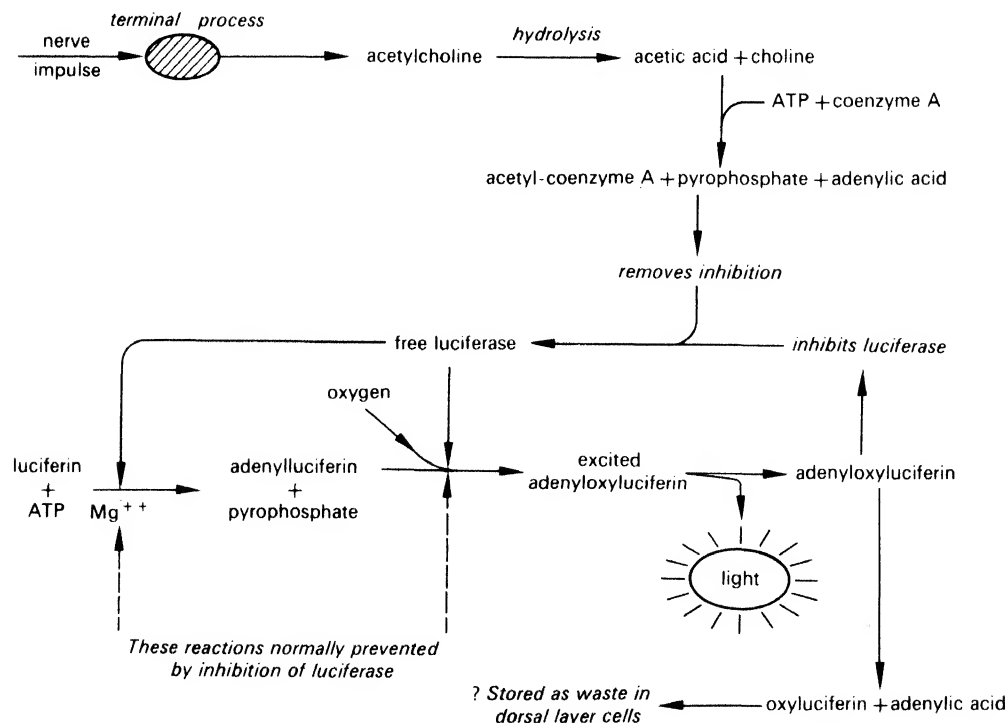 terminal process
nerve
impulse
acetylcholine
hydrolysis
acetic acid + choline
ATP + coenzyme A
acetyl-coenzyme A + pyrophosphate + adenylic acid
removes inhibition
free luciferase
inhibits luciferase
oxygen
luciferin
+
ATP
Mg++
adenylluciferin
+
pyrophosphate
excited
adenyloxyluciferin
adenyloxyluciferin
light
These reactions normally prevented
by inhibition of luciferase
? Stored as waste in
dorsal layer cells
oxyluciferin + adenylic acid